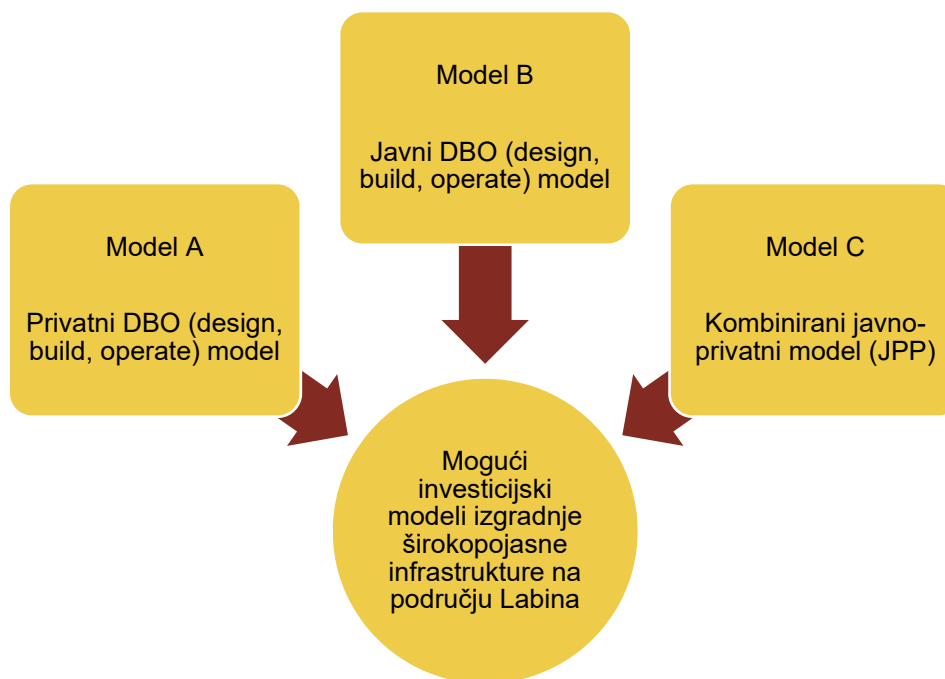 Model A
Privatni DBO (design,
build, operate) model
Model B
Javni DBO (design,
build, operate) model
Model C
Kombinirani javno-
privatni model (JPP)
Mogući
investicijski
modeli izgradnje
širokopojasne
infrastrukture na
području Labina